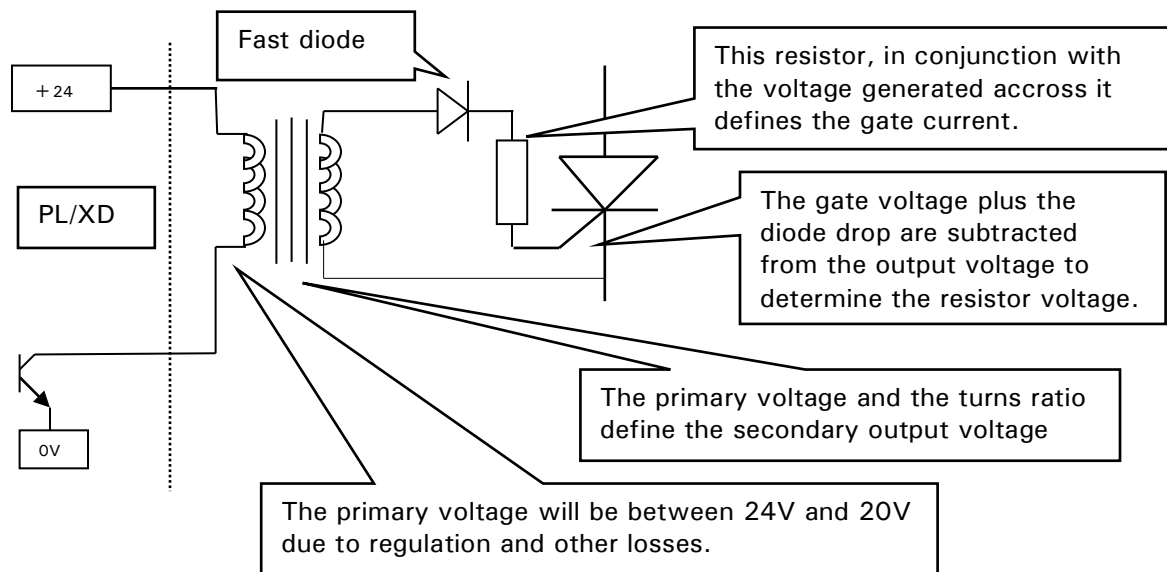 Fast diode
This resistor, in conjunction with
the voltage generated accross it
defines the gate current.
+24
PL/XD
The gate voltage plus the
diode drop are subtracted
from the output voltage to
determine the resistor voltage.
The primary voltage and the turns ratio
define the secondary output voltage
0V
The primary voltage will be between 24V and 20V
due to regulation and other losses.